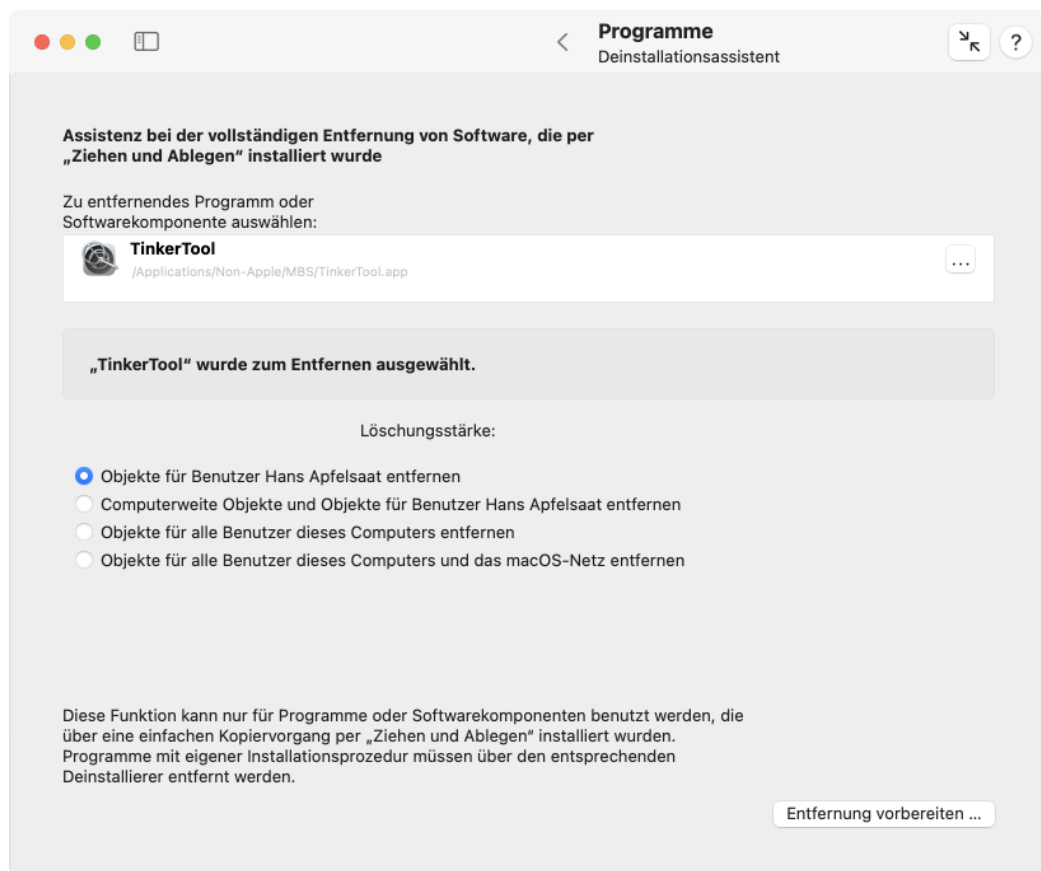 Programme
Deinstallationsassistent
?
Assistenz bei der vollständigen Entfernung von Software, die per
„Ziehen und Ablegen“ installiert wurde
Zu entfernendes Programm oder
Softwarekomponente auswählen:
TinkerTool
/Applications/Non-Apple/MBS/TinkerTool.app
...
„TinkerTool“ wurde zum Entfernen ausgewählt.
Löschungsstärke:
Objekte für Benutzer Hans Apfelsaat entfernen
Computerweite Objekte und Objekte für Benutzer Hans Apfelsaat entfernen
Objekte für alle Benutzer dieses Computers entfernen
Objekte für alle Benutzer dieses Computers und das macOS-Netz entfernen
Diese Funktion kann nur für Programme oder Softwarekomponenten benutzt werden, die
über eine einfachen Kopiervorgang per „Ziehen und Ablegen“ installiert wurden.
Programme mit eigener Installationsprozedur müssen über den entsprechenden
Deinstallierer entfernt werden.
Entfernung vorbereiten ...